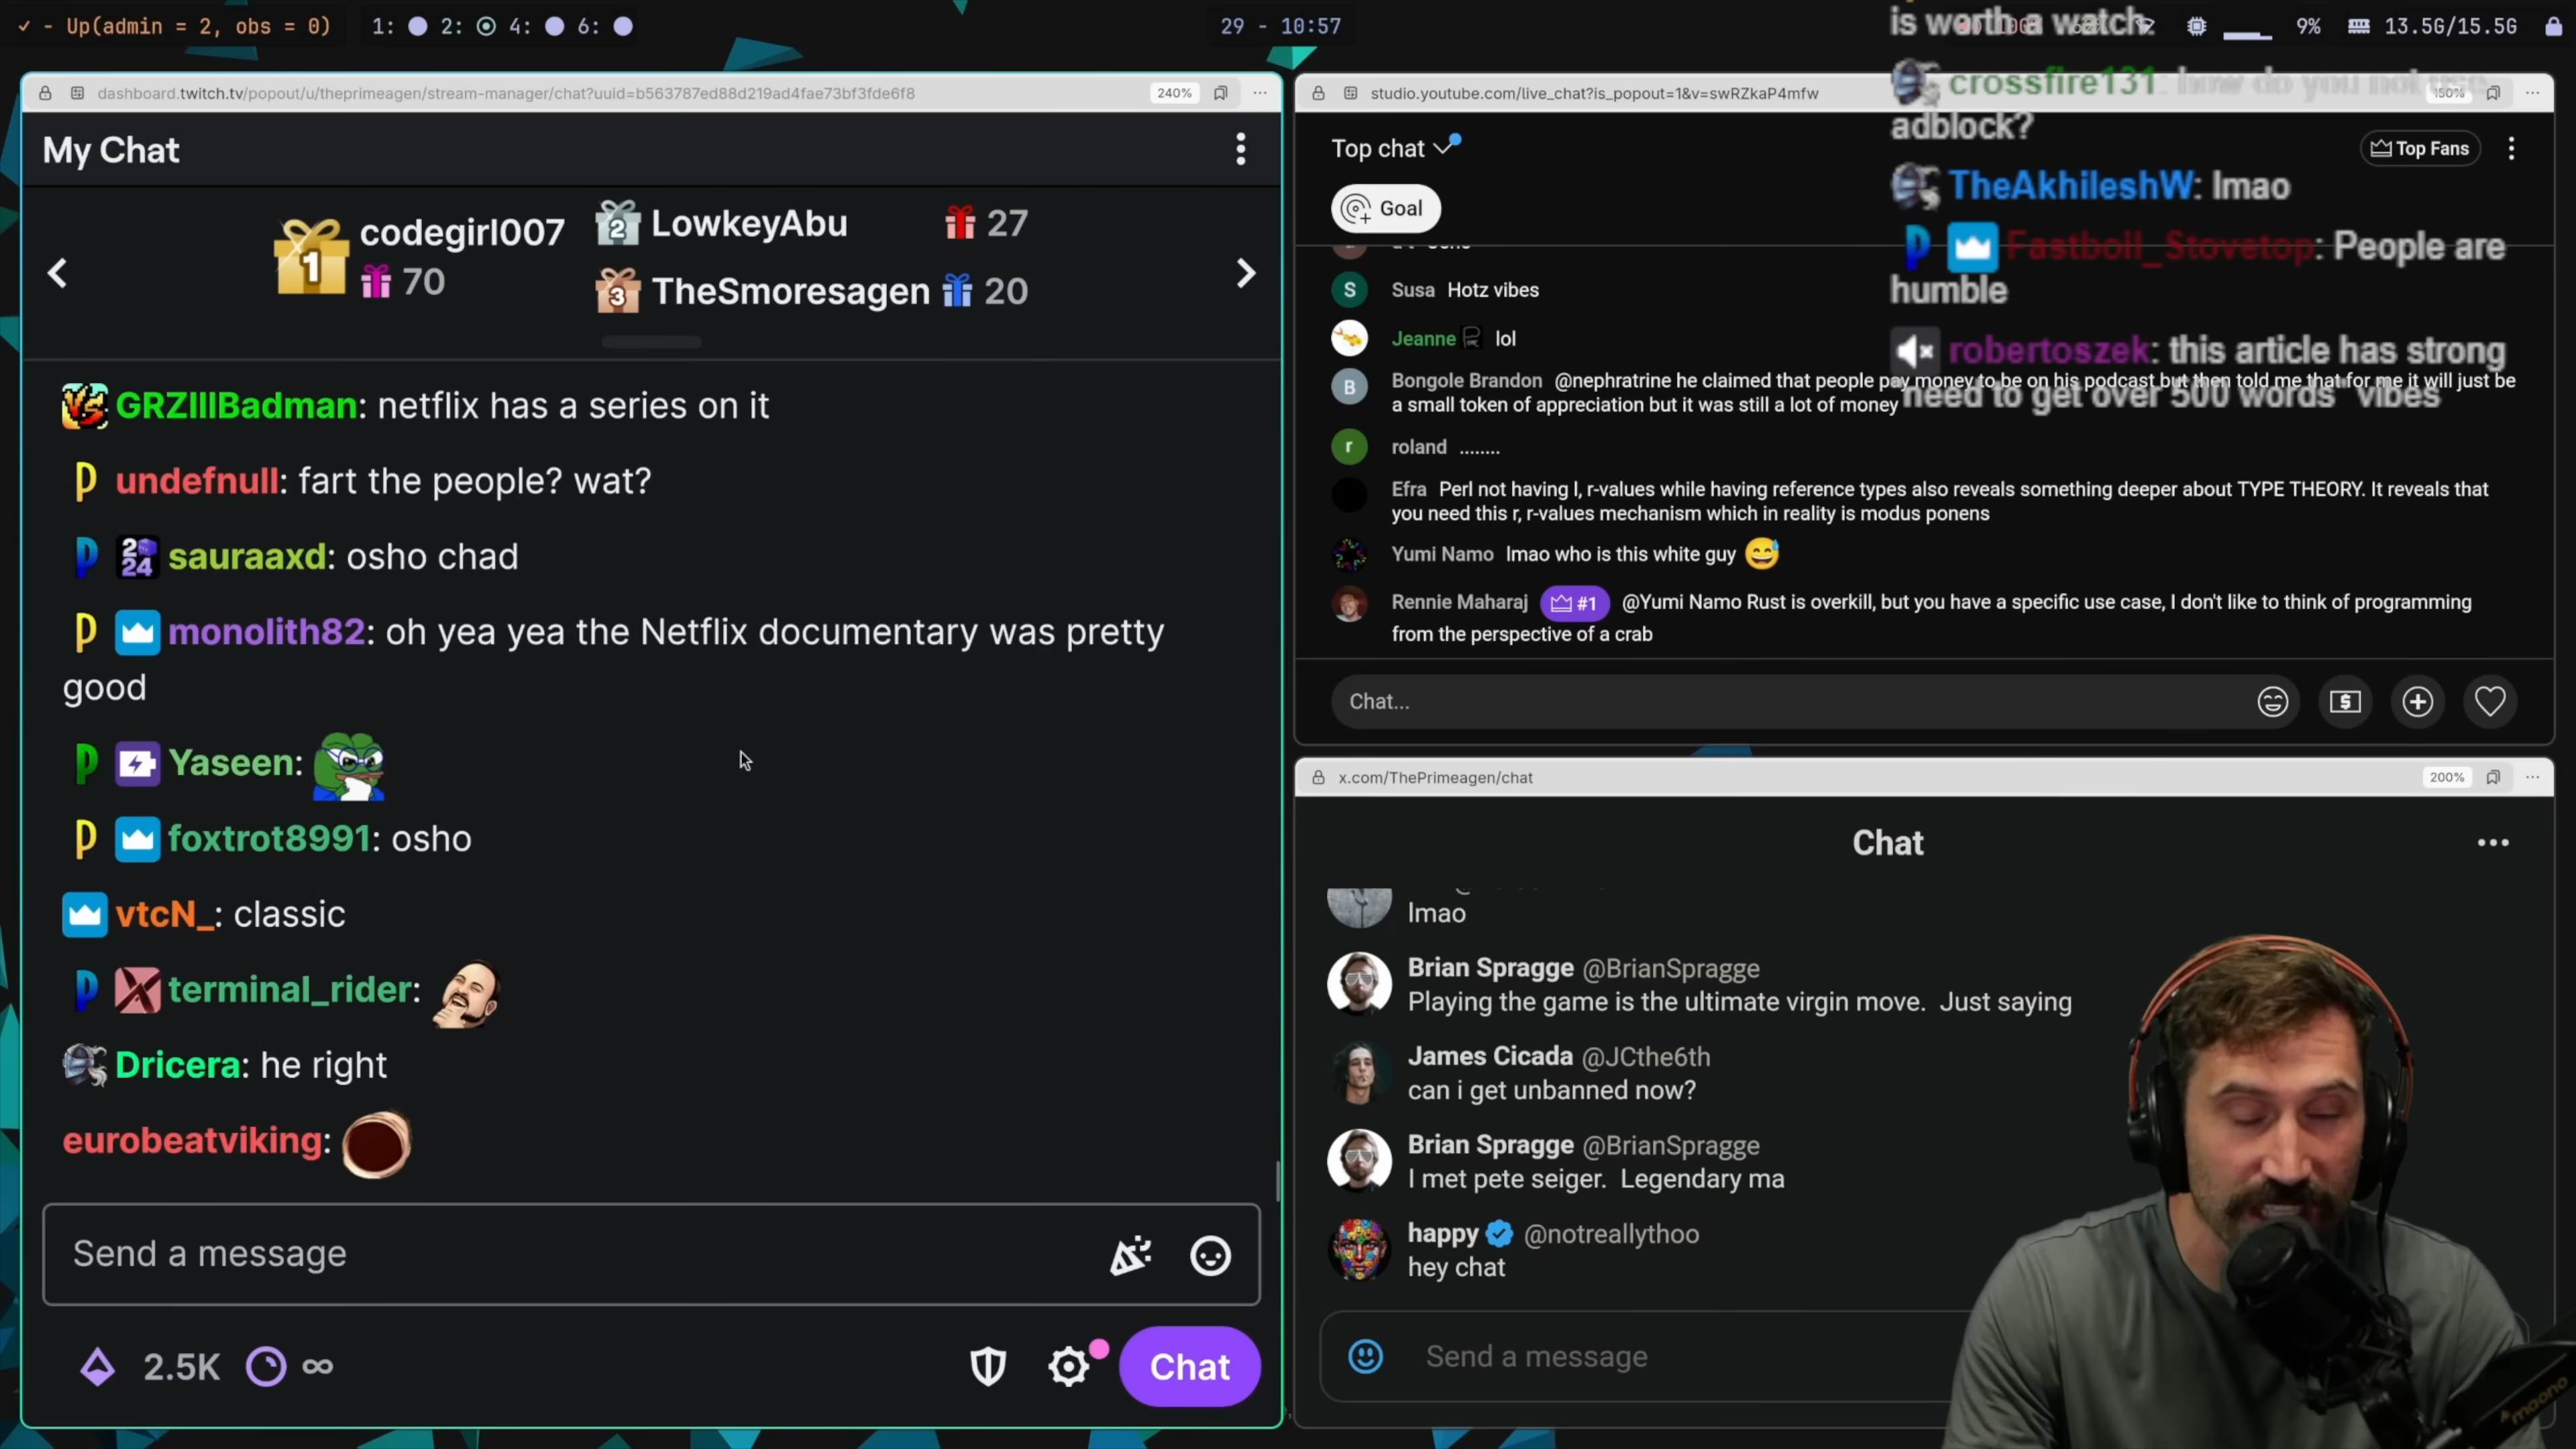 ✓ - Up(admin = 2, obs = 0)
1: 2: 4: 6:
29 - 10:57
9%
13.5G/15.5G
dashboard.twitch.tv/popout/u/theprimeagen/stream-manager/chat?uuid=b563787ed88d219ad4fae73bf3fde6f8
240%
My Chat
1
codegirl007
70
2 LowkeyAbu 27
3 TheSmoresagen 20
GRZIIIBadman: netflix has a series on it
undefnull: fart the people? wat?
sauraaxd: osho chad
monolith82: oh yea yea the Netflix documentary was pretty
good
Yaseen:
foxtrot8991: osho
vtcN_: classic
terminal_rider:
Dricera: he right
eurobeatviking:
Send a message
2.5K ∞
Chat
studio.youtube.com/live_chat?is_popout=1&v=swRZkaP4mfw
150%
Top chat
Top Fans
Goal
S Susa Hotz vibes
Jeanne lol
B Bongole Brandon @nephratrine he claimed that people pay money to be on his podcast but then told me that for me it will just be
a small token of appreciation but it was still a lot of money
r roland ........
Efra Perl not having l, r-values while having reference types also reveals something deeper about TYPE THEORY. It reveals that
you need this r, r-values mechanism which in reality is modus ponens
Yumi Namo lmao who is this white guy 😅
Rennie Maharaj #1 @Yumi Namo Rust is overkill, but you have a specific use case, I don't like to think of programming
from the perspective of a crab
Chat...
is worth a watch.
crossfire131: how do you not use
adblock?
TheAkhileshW: lmao
Fastboil_Stovetop: People are
humble
robertoszek: this article has strong
"need to get over 500 words" vibes
x.com/ThePrimeagen/chat
200%
Chat
lmao
Brian Spragge @BrianSpragge
Playing the game is the ultimate virgin move.  Just saying
James Cicada @JCthe6th
can i get unbanned now?
Brian Spragge @BrianSpragge
I met pete seiger.  Legendary ma
happy @notreallythoo
hey chat
Send a message
maono